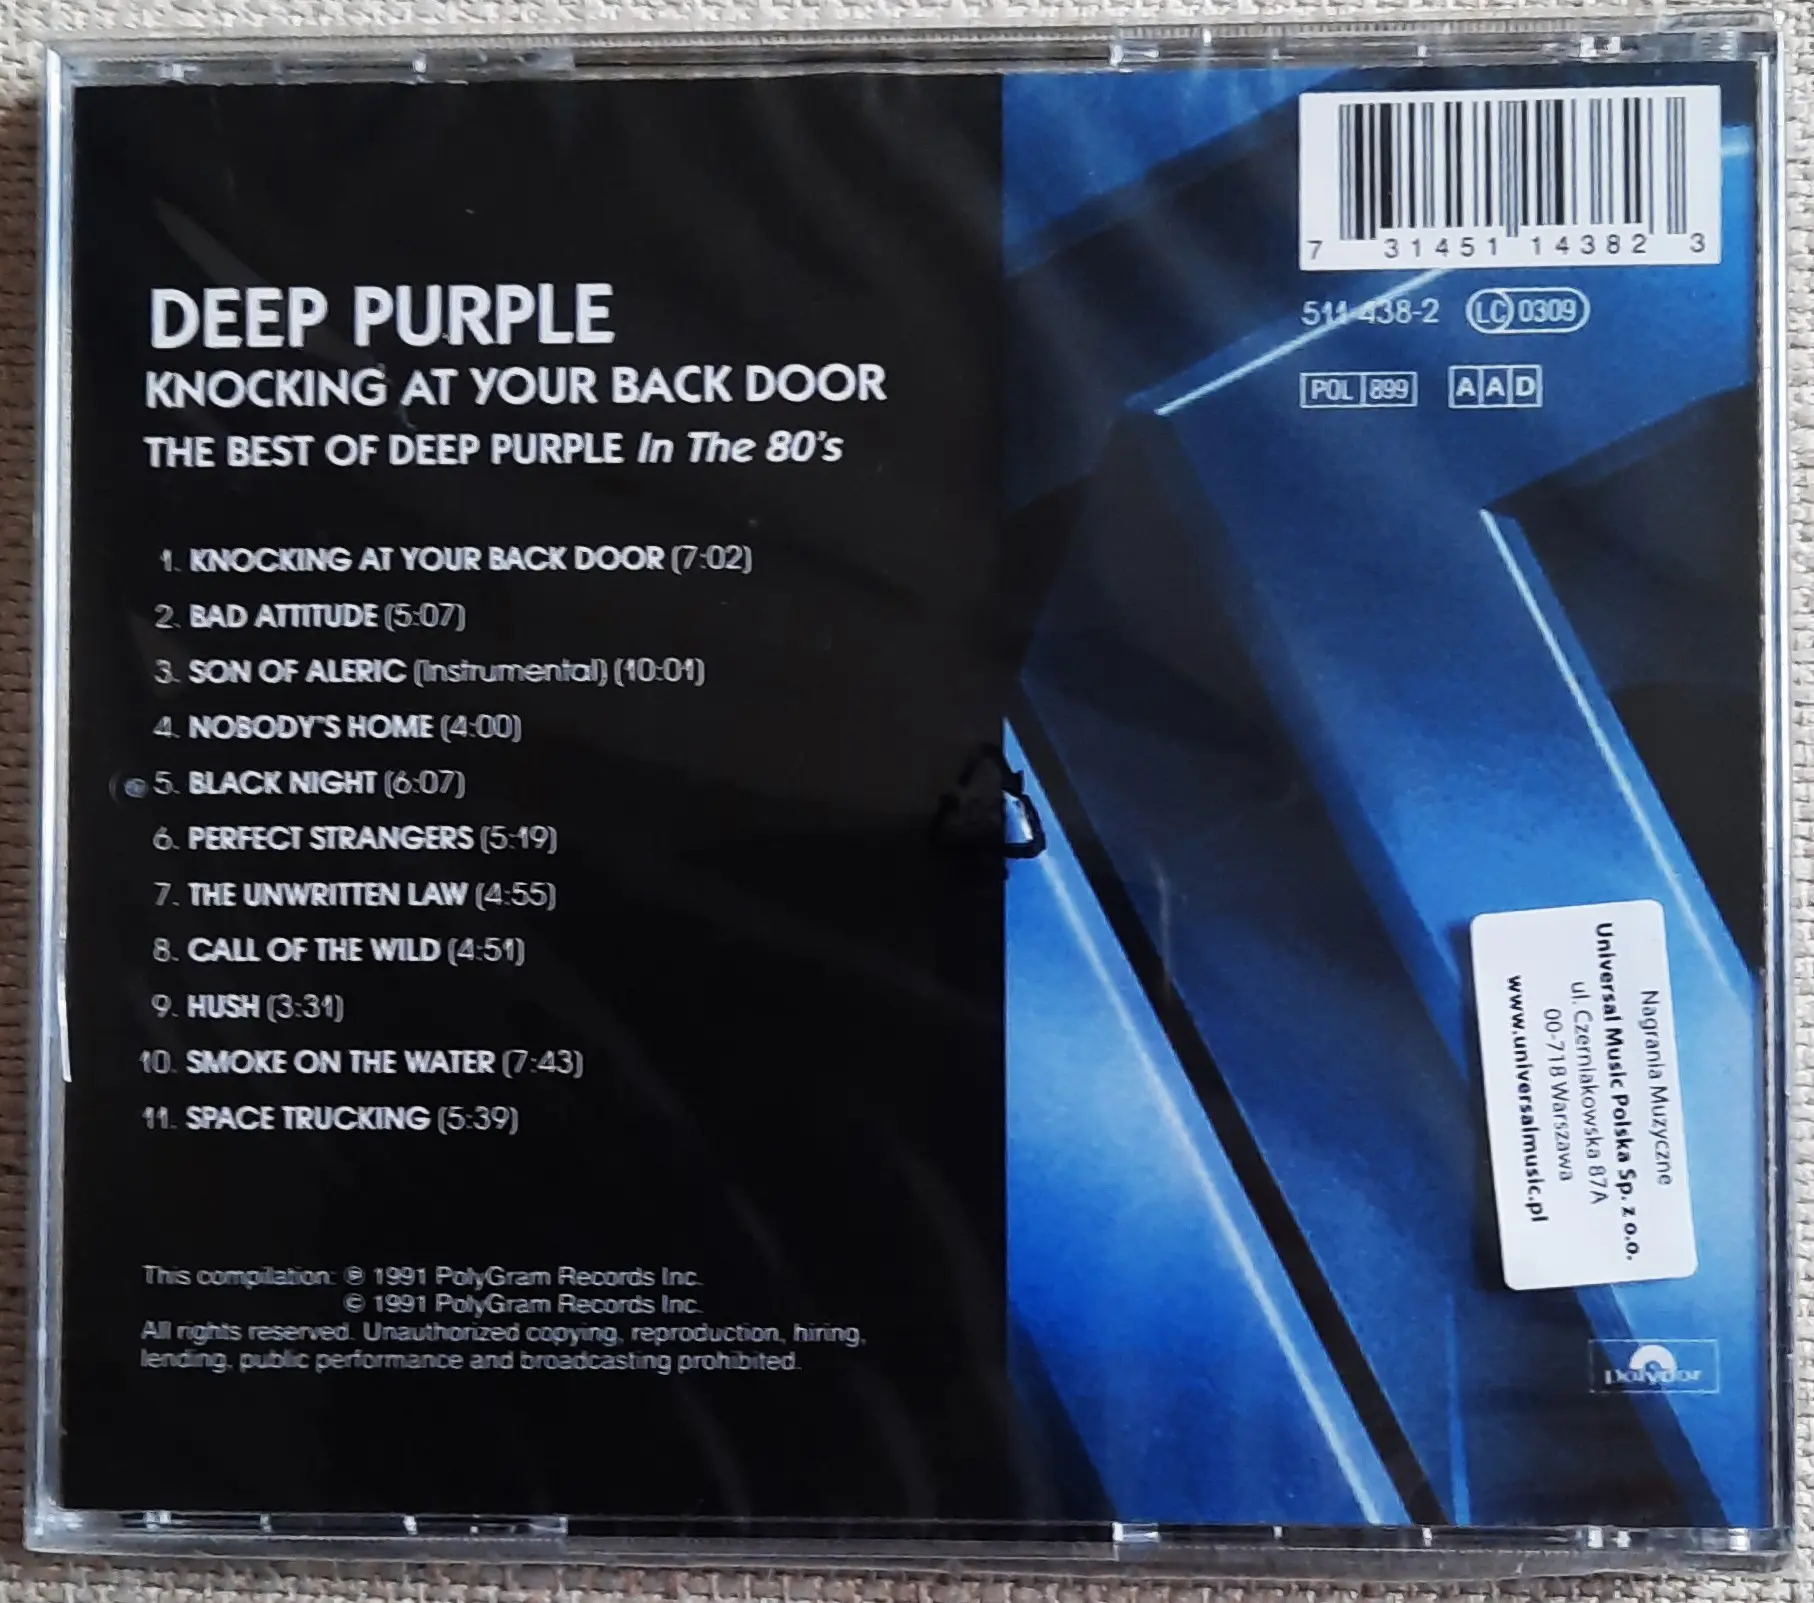 DEEP PURPLE
KNOCKING AT YOUR BACK DOOR
THE BEST OF DEEP PURPLE In The 80's
1. KNOCKING AT YOUR BACK DOOR (7:02)
2. BAD ATTITUDE (5:07)
3. SON OF ALERIC (Instrumental) (10:01)
4. NOBODY'S HOME (4:00)
5. BLACK NIGHT (6:07)
6. PERFECT STRANGERS (5:19)
7. THE UNWRITTEN LAW (4:55)
8. CALL OF THE WILD (4:51)
9. HUSH (3:31)
10. SMOKE ON THE WATER (7:43)
11. SPACE TRUCKING (5:39)
This compilation: ℗ 1991 PolyGram Records Inc.
© 1991 PolyGram Records Inc.
All rights reserved. Unauthorized copying, reproduction, hiring,
lending, public performance and broadcasting prohibited.
7 31451 14382 3
511 438-2 LC 0309
POL 899 AAD
Nagrania Muzyczne
Universal Music Polska Sp. z o.o.
ul. Czerniakowska 87A
00-718 Warszawa
www.universalmusic.pl
polydor